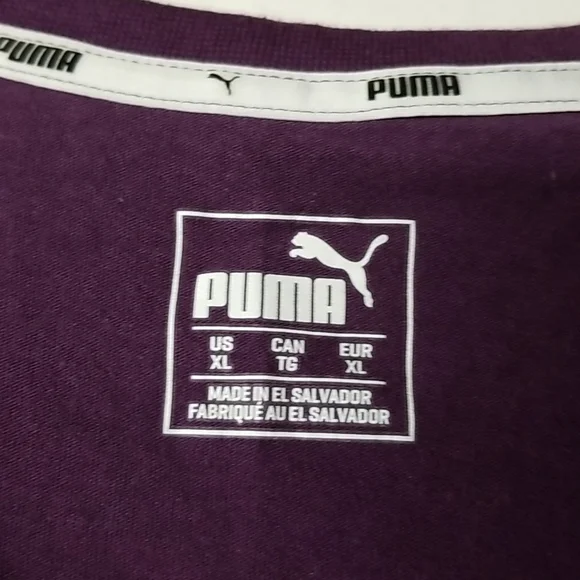 PUMA PUMA
PUMA
US CAN EUR
XL TG XL
MADE IN EL SALVADOR
FABRIQUÉ AU EL SALVADOR